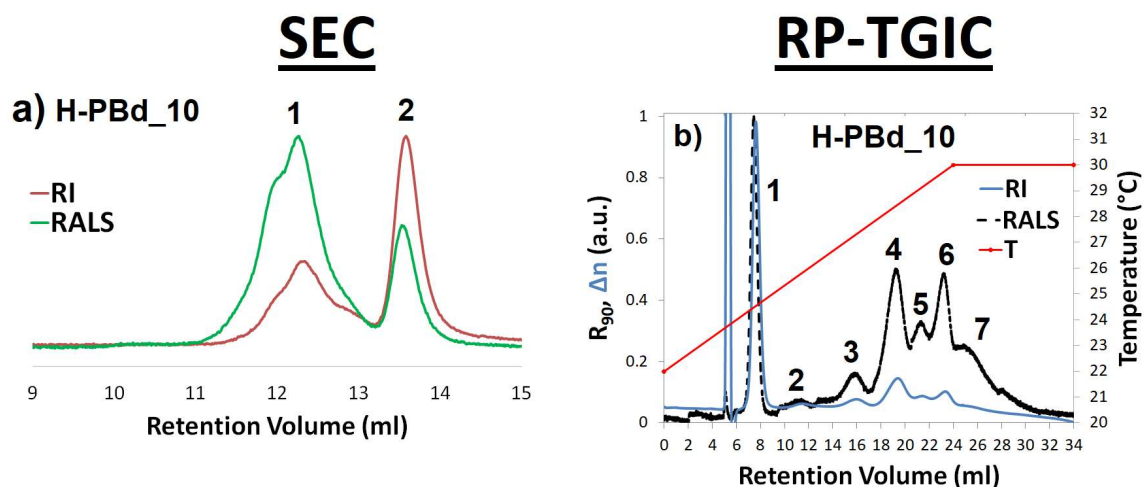 SEC
RP-TGIC
a) H-PBd_10
1
2
RI
RALS
9 10 11 12 13 14 15
Retention Volume (ml)
b)
H-PBd_10
1
2
3
4
5
6
7
RI
RALS
T
R90, Δn (a.u.)
1
0.8
0.6
0.4
0.2
0
Temperature (°C)
32
31
30
29
28
27
26
25
24
23
22
21
20
0 2 4 6 8 10 12 14 16 18 20 22 24 26 28 30 32 34
Retention Volume (ml)